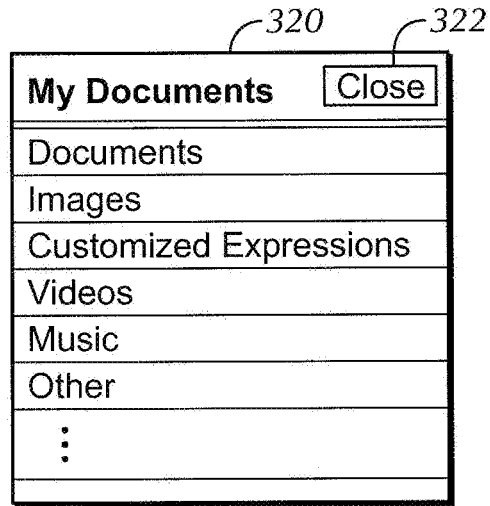 320 322
My Documents Close
Documents
Images
Customized Expressions
Videos
Music
Other
⋮